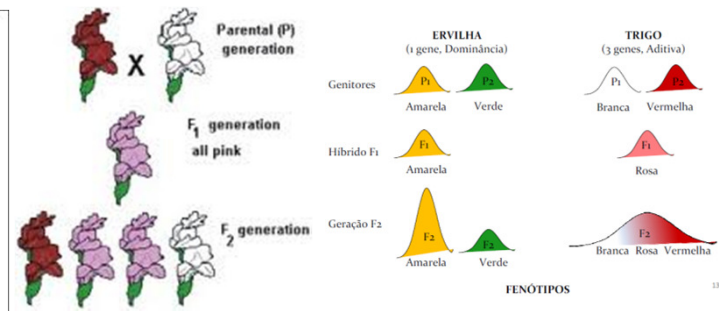 Parental (P)
generation
X
F1 generation
all pink
F2 generation
ERVILHA
(1 gene, Dominância)
TRIGO
(3 genes, Aditiva)
Genitores
P1
P2
P1
P2
Amarela
Verde
Branca
Vermelha
Híbrido F1
F1
F1
Amarela
Rosa
Geração F2
F2
F2
F2
Amarela
Verde
Branca Rosa Vermelha
FENÓTIPOS
13